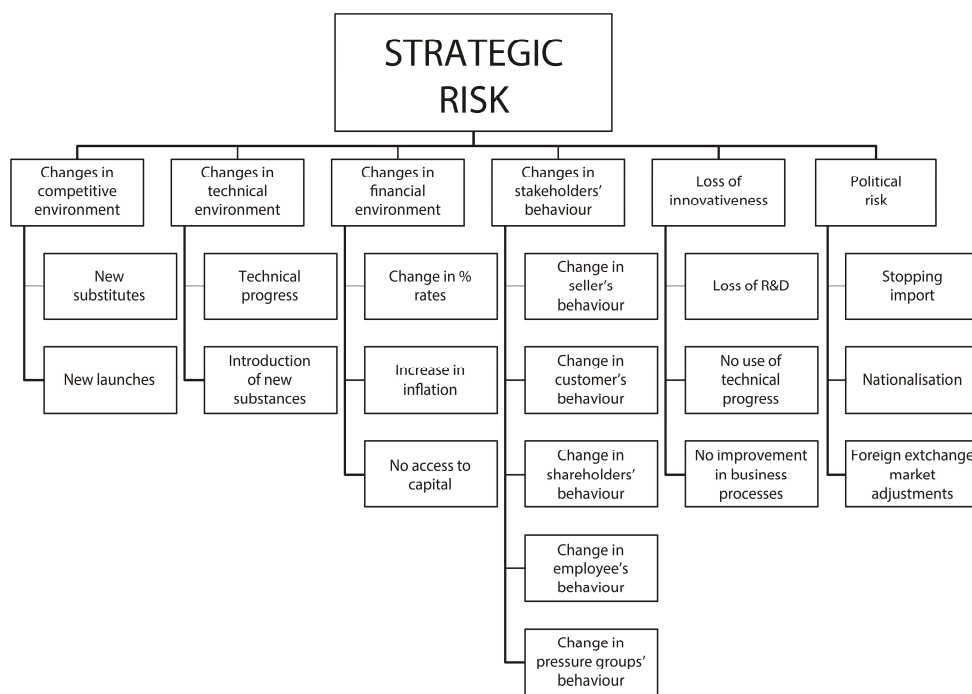 STRATEGIC
RISK
Changes in
competitive
environment
Changes in
technical
environment
Changes in
financial
environment
Changes in
stakeholders’
behaviour
Loss of
innovativeness
Political
risk
New
substitutes
Technical
progress
Change in %
rates
Change in
seller’s
behaviour
Loss of R&D
Stopping
import
New launches
Introduction
of new
substances
Increase in
inflation
Change in
customer’s
behaviour
No use of
technical
progress
Nationalisation
No access to
capital
Change in
shareholders’
behaviour
No improvement
in business
processes
Foreign extchange
market
adjustments
Change in
employee’s
behaviour
Change in
pressure groups’
behaviour